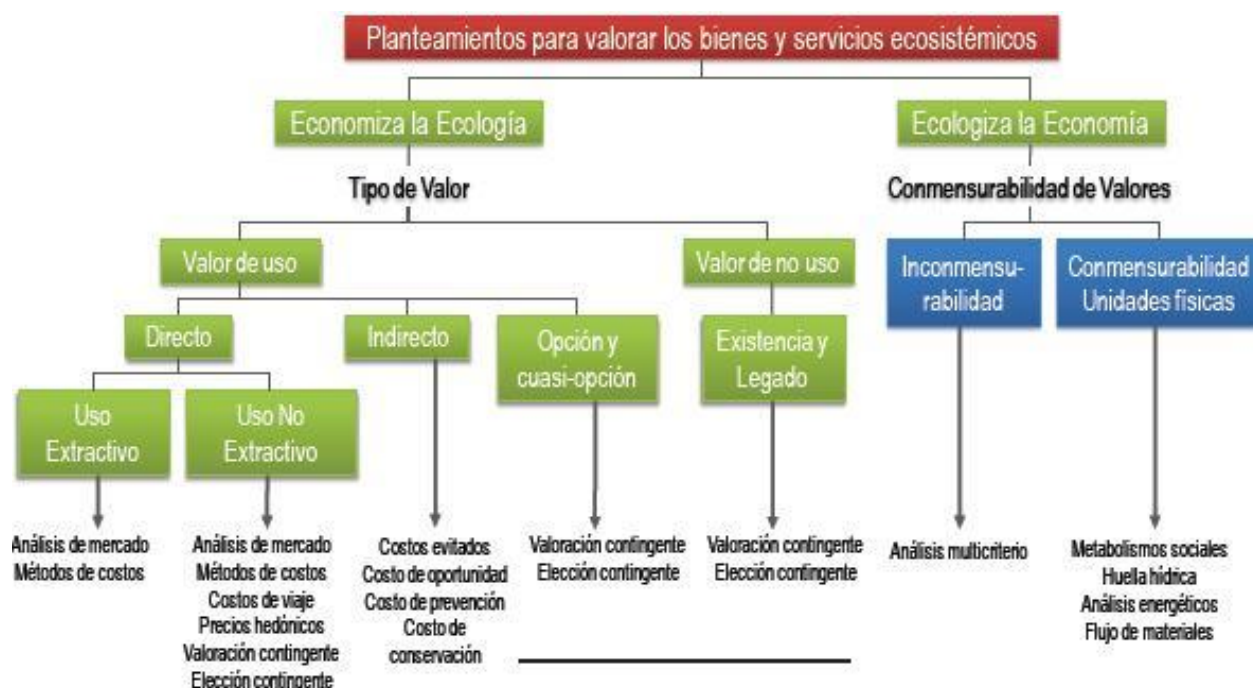 Planteamientos para valorar los bienes y servicios ecosistémicos
Economiza la Ecología
Ecologiza la Economía
Tipo de Valor
Conmensurabilidad de Valores
Valor de uso
Valor de no uso
Inconmensu-
rabilidad
Conmensurabilidad
Unidades físicas
Directo
Indirecto
Opción y
cuasi-opción
Existencia y
Legado
Uso
Extractivo
Uso No
Extractivo
Análisis de mercado
Métodos de costos
Análisis de mercado
Métodos de costos
Costos de viaje
Precios hedónicos
Valoración contingente
Elección contingente
Costos evitados
Costo de oportunidad
Costo de prevención
Costo de
conservación
Valoración contingente
Elección contingente
Valoración contingente
Elección contingente
Análisis multicriterio
Metabolismos sociales
Huella hídrica
Análisis energéticos
Flujo de materiales